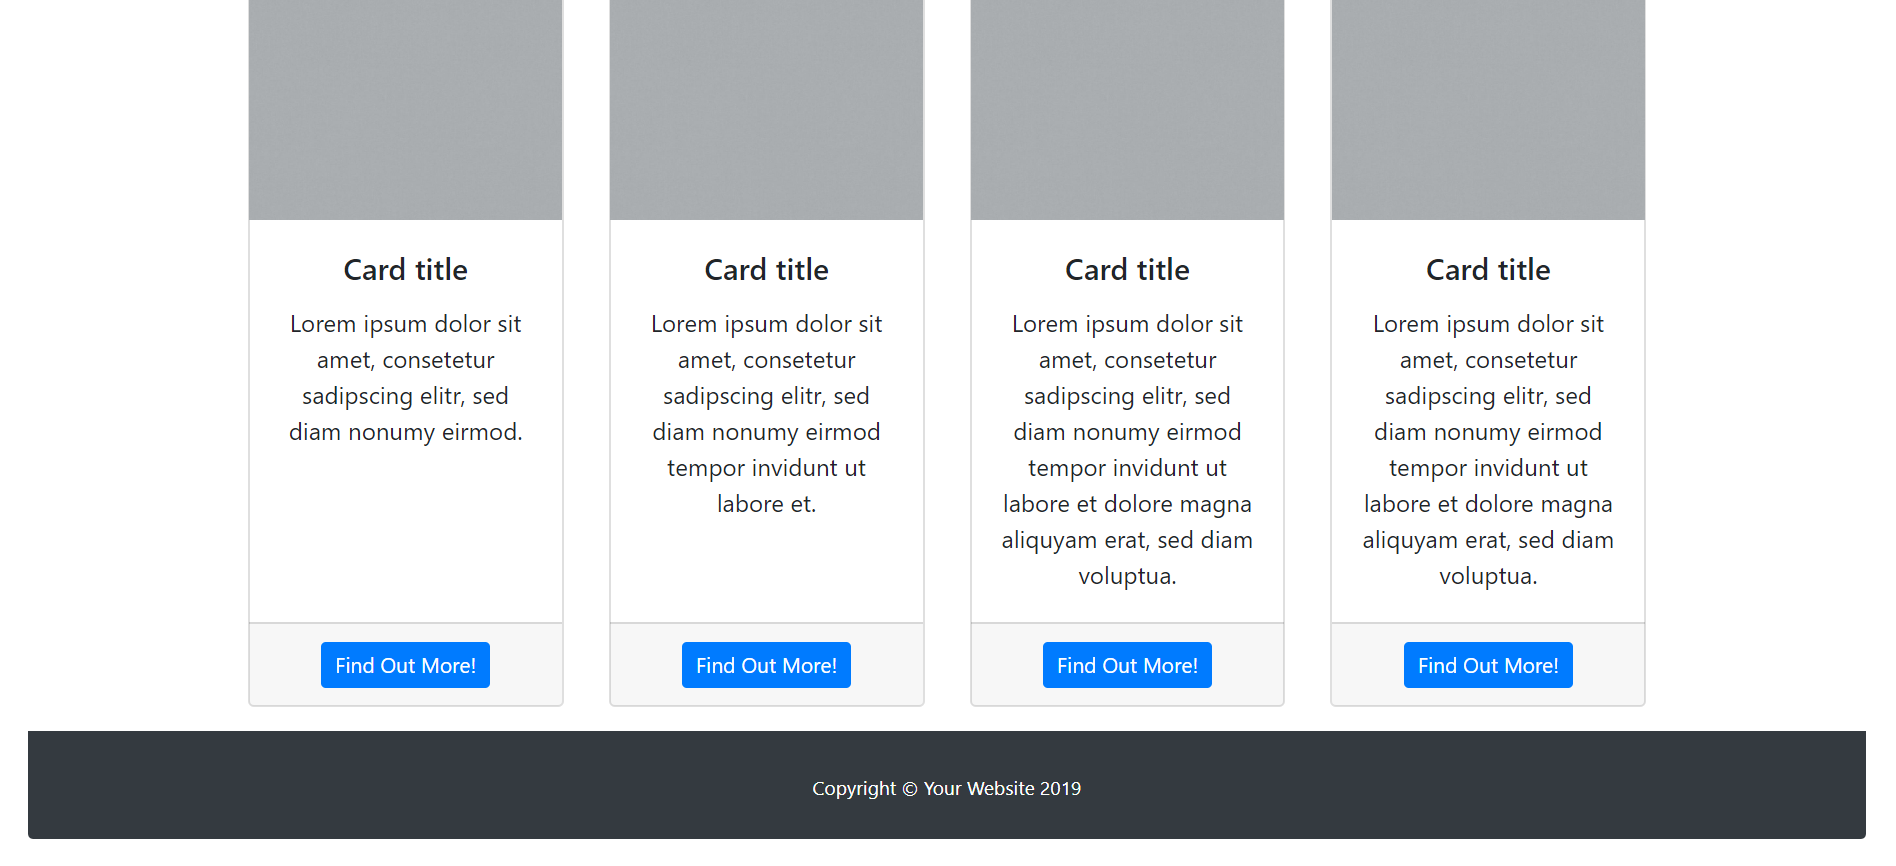 Card title
Lorem ipsum dolor sit
amet, consetetur
sadipscing elitr, sed
diam nonumy eirmod.
Find Out More!
Card title
Lorem ipsum dolor sit
amet, consetetur
sadipscing elitr, sed
diam nonumy eirmod
tempor invidunt ut
labore et.
Find Out More!
Card title
Lorem ipsum dolor sit
amet, consetetur
sadipscing elitr, sed
diam nonumy eirmod
tempor invidunt ut
labore et dolore magna
aliquyam erat, sed diam
voluptua.
Find Out More!
Card title
Lorem ipsum dolor sit
amet, consetetur
sadipscing elitr, sed
diam nonumy eirmod
tempor invidunt ut
labore et dolore magna
aliquyam erat, sed diam
voluptua.
Find Out More!
Copyright © Your Website 2019